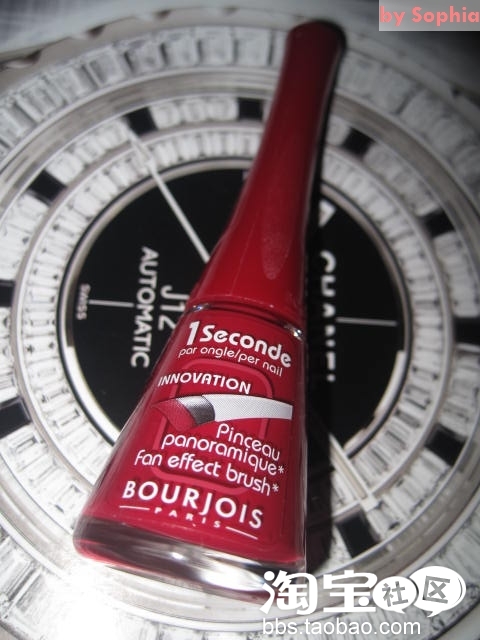 by Sophia
CHANEL
J12
AUTOMATIC
SWISS
1 Seconde
par ongle/per nail
INNOVATION
Pinceau
panoramique*
fan effect brush*
BOURJOIS
PARIS
淘宝社区
bbs.taobao.com